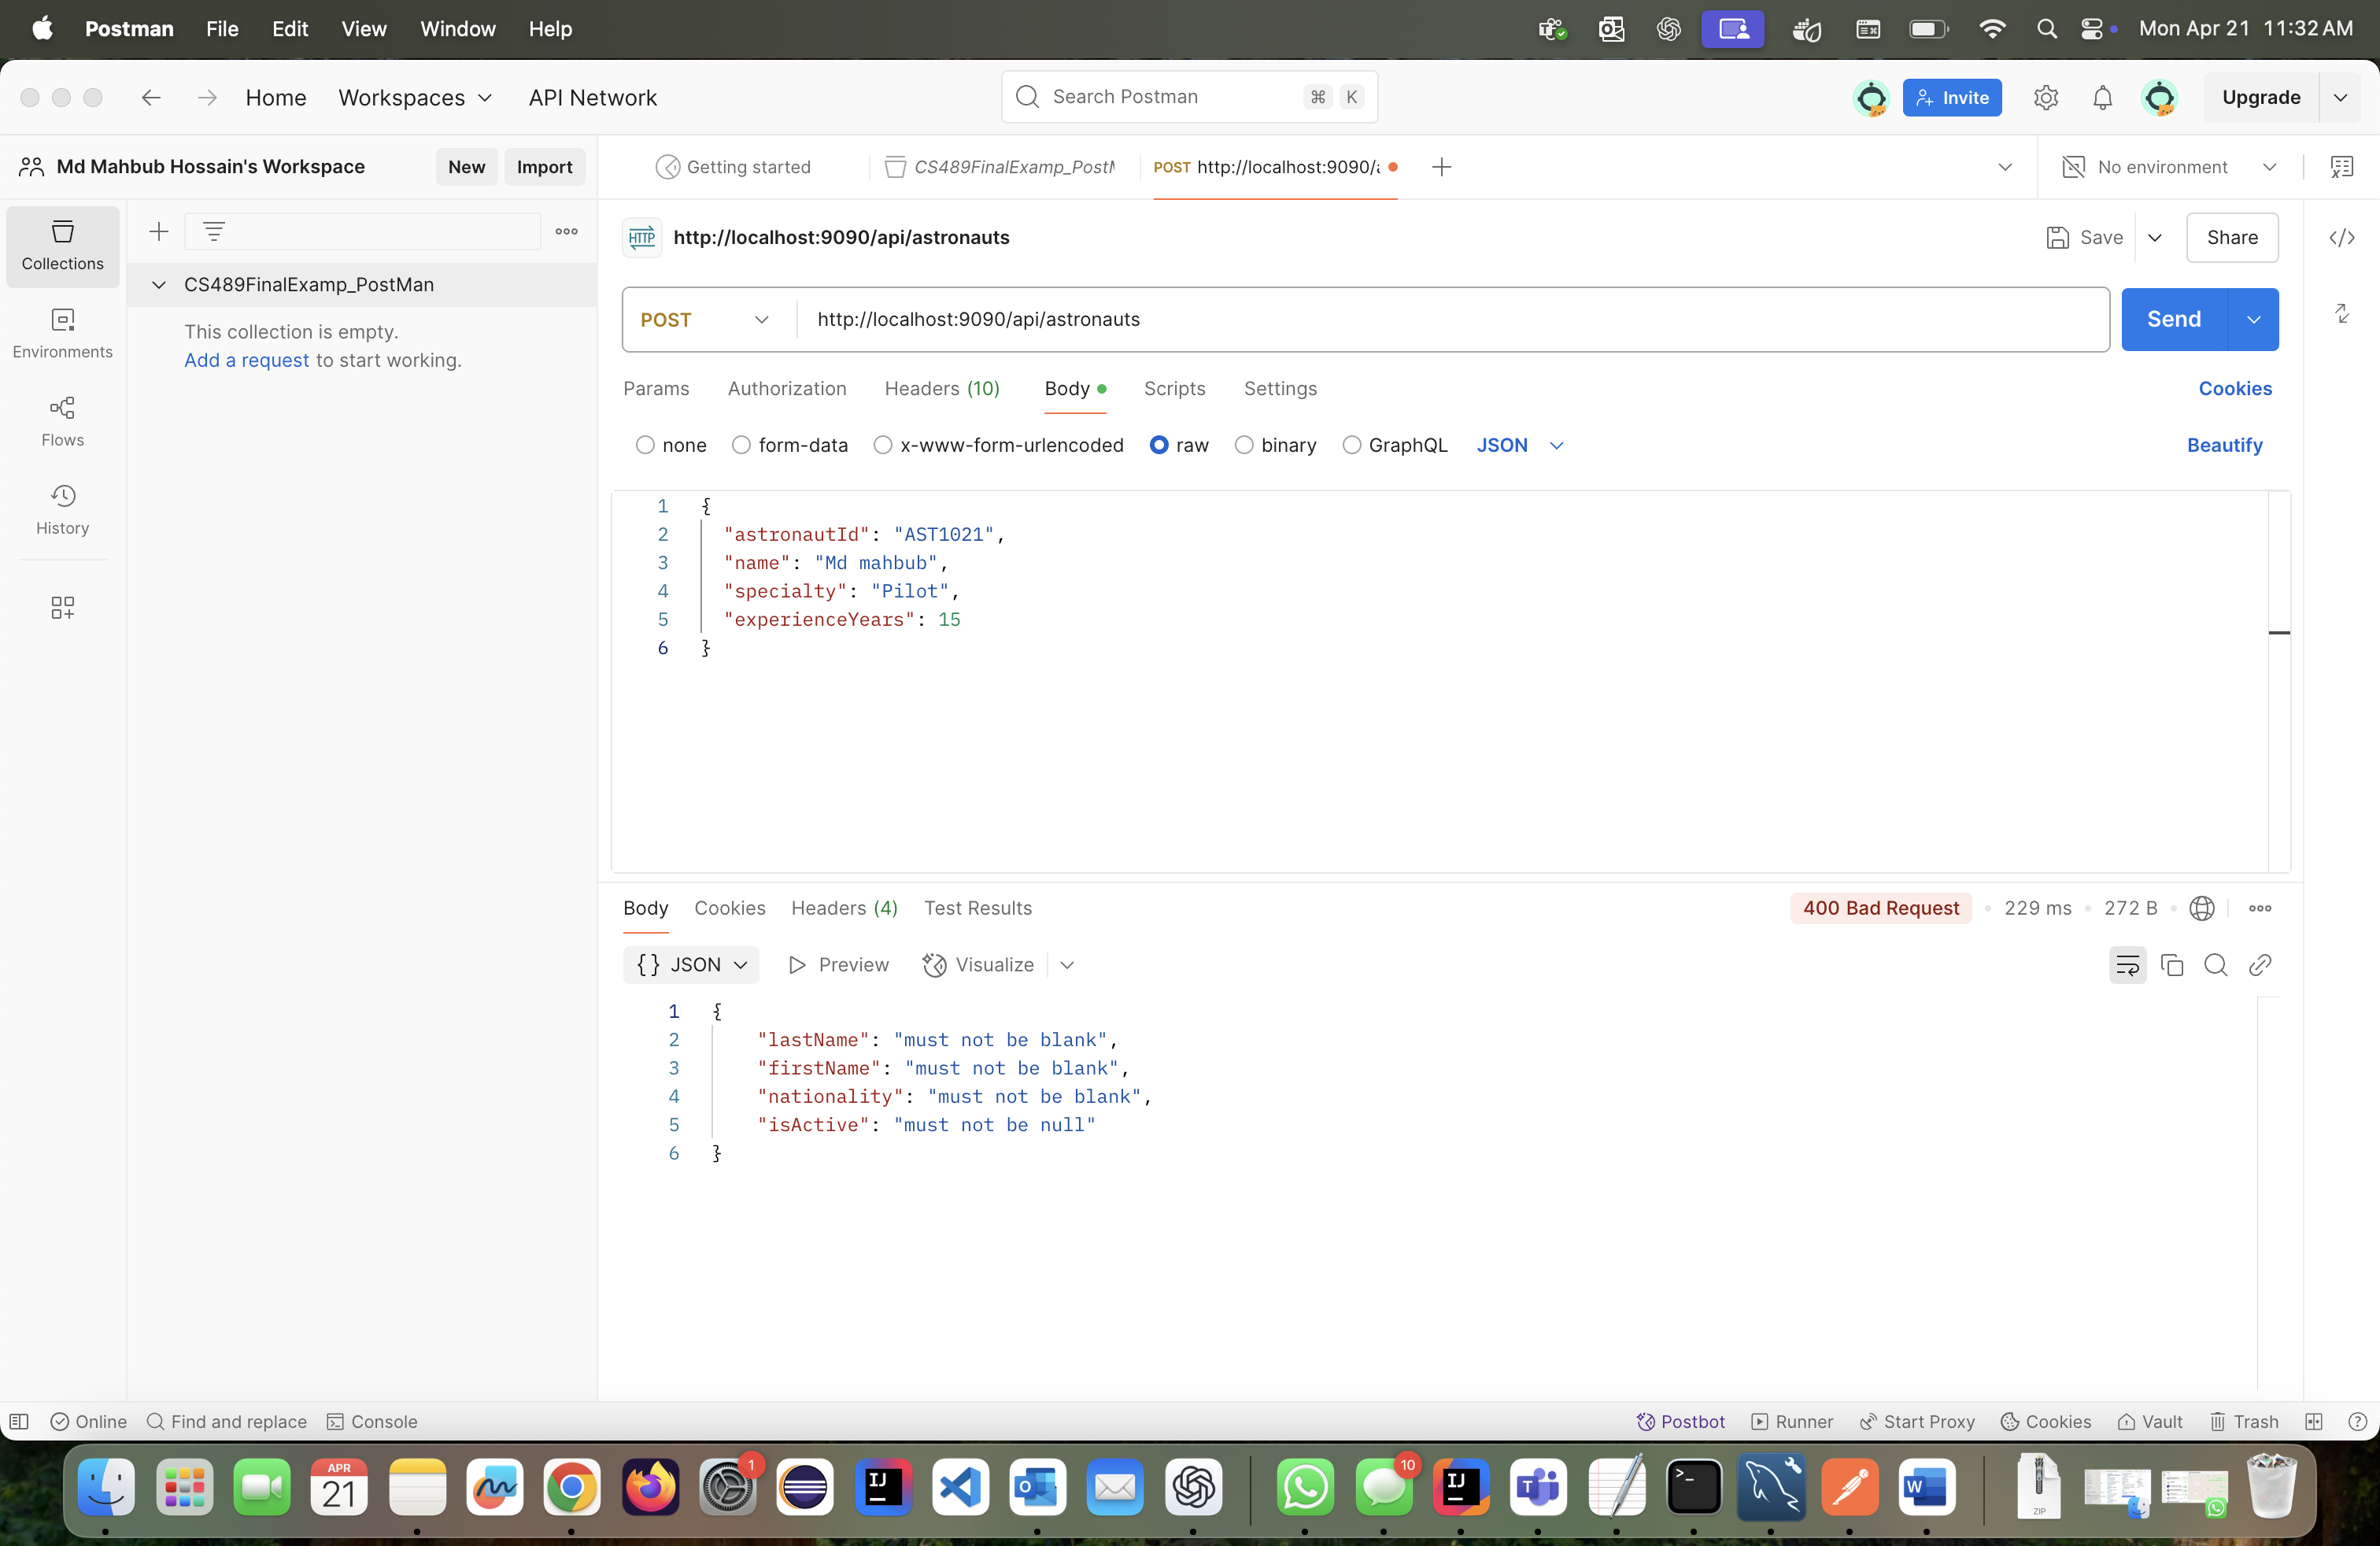 Postman File Edit View Window Help Mon Apr 21 11:32 AM
Home Workspaces API Network Search Postman ⌘ K Invite Upgrade
Md Mahbub Hossain's Workspace New Import Getting started CS489FinalExamp_Post POST http://localhost:9090/ No environment
Collections
CS489FinalExamp_PostMan
This collection is empty.
Add a request to start working.
Environments
Flows
History
HTTP http://localhost:9090/api/astronauts Save Share
POST http://localhost:9090/api/astronauts Send
Params Authorization Headers (10) Body Scripts Settings Cookies
none form-data x-www-form-urlencoded raw binary GraphQL JSON Beautify
1 {
2 "astronautId": "AST1021",
3 "name": "Md mahbub",
4 "specialty": "Pilot",
5 "experienceYears": 15
6 }
Body Cookies Headers (4) Test Results 400 Bad Request 229 ms 272 B
{} JSON Preview Visualize
1 {
2 "lastName": "must not be blank",
3 "firstName": "must not be blank",
4 "nationality": "must not be blank",
5 "isActive": "must not be null"
6 }
Online Find and replace Console Postbot Runner Start Proxy Cookies Vault Trash
APR
21
1
IJ
10
IJ
ZIP